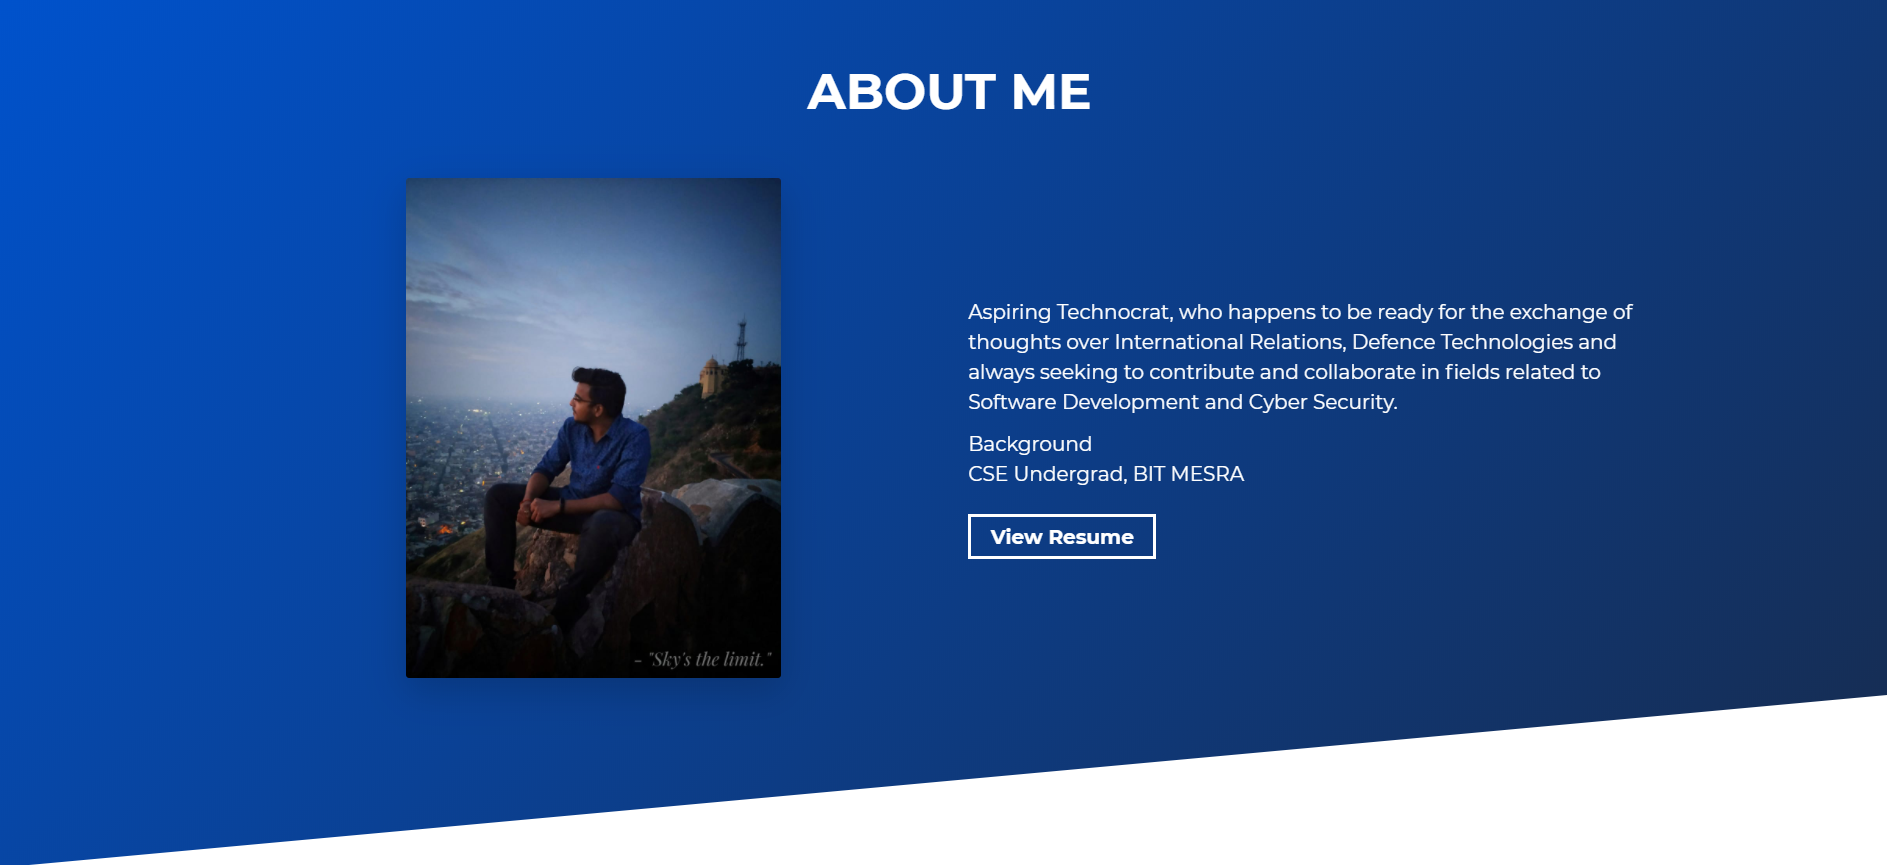 ABOUT ME
- "Sky's the limit."
Aspiring Technocrat, who happens to be ready for the exchange of
thoughts over International Relations, Defence Technologies and
always seeking to contribute and collaborate in fields related to
Software Development and Cyber Security.
Background
CSE Undergrad, BIT MESRA
View Resume